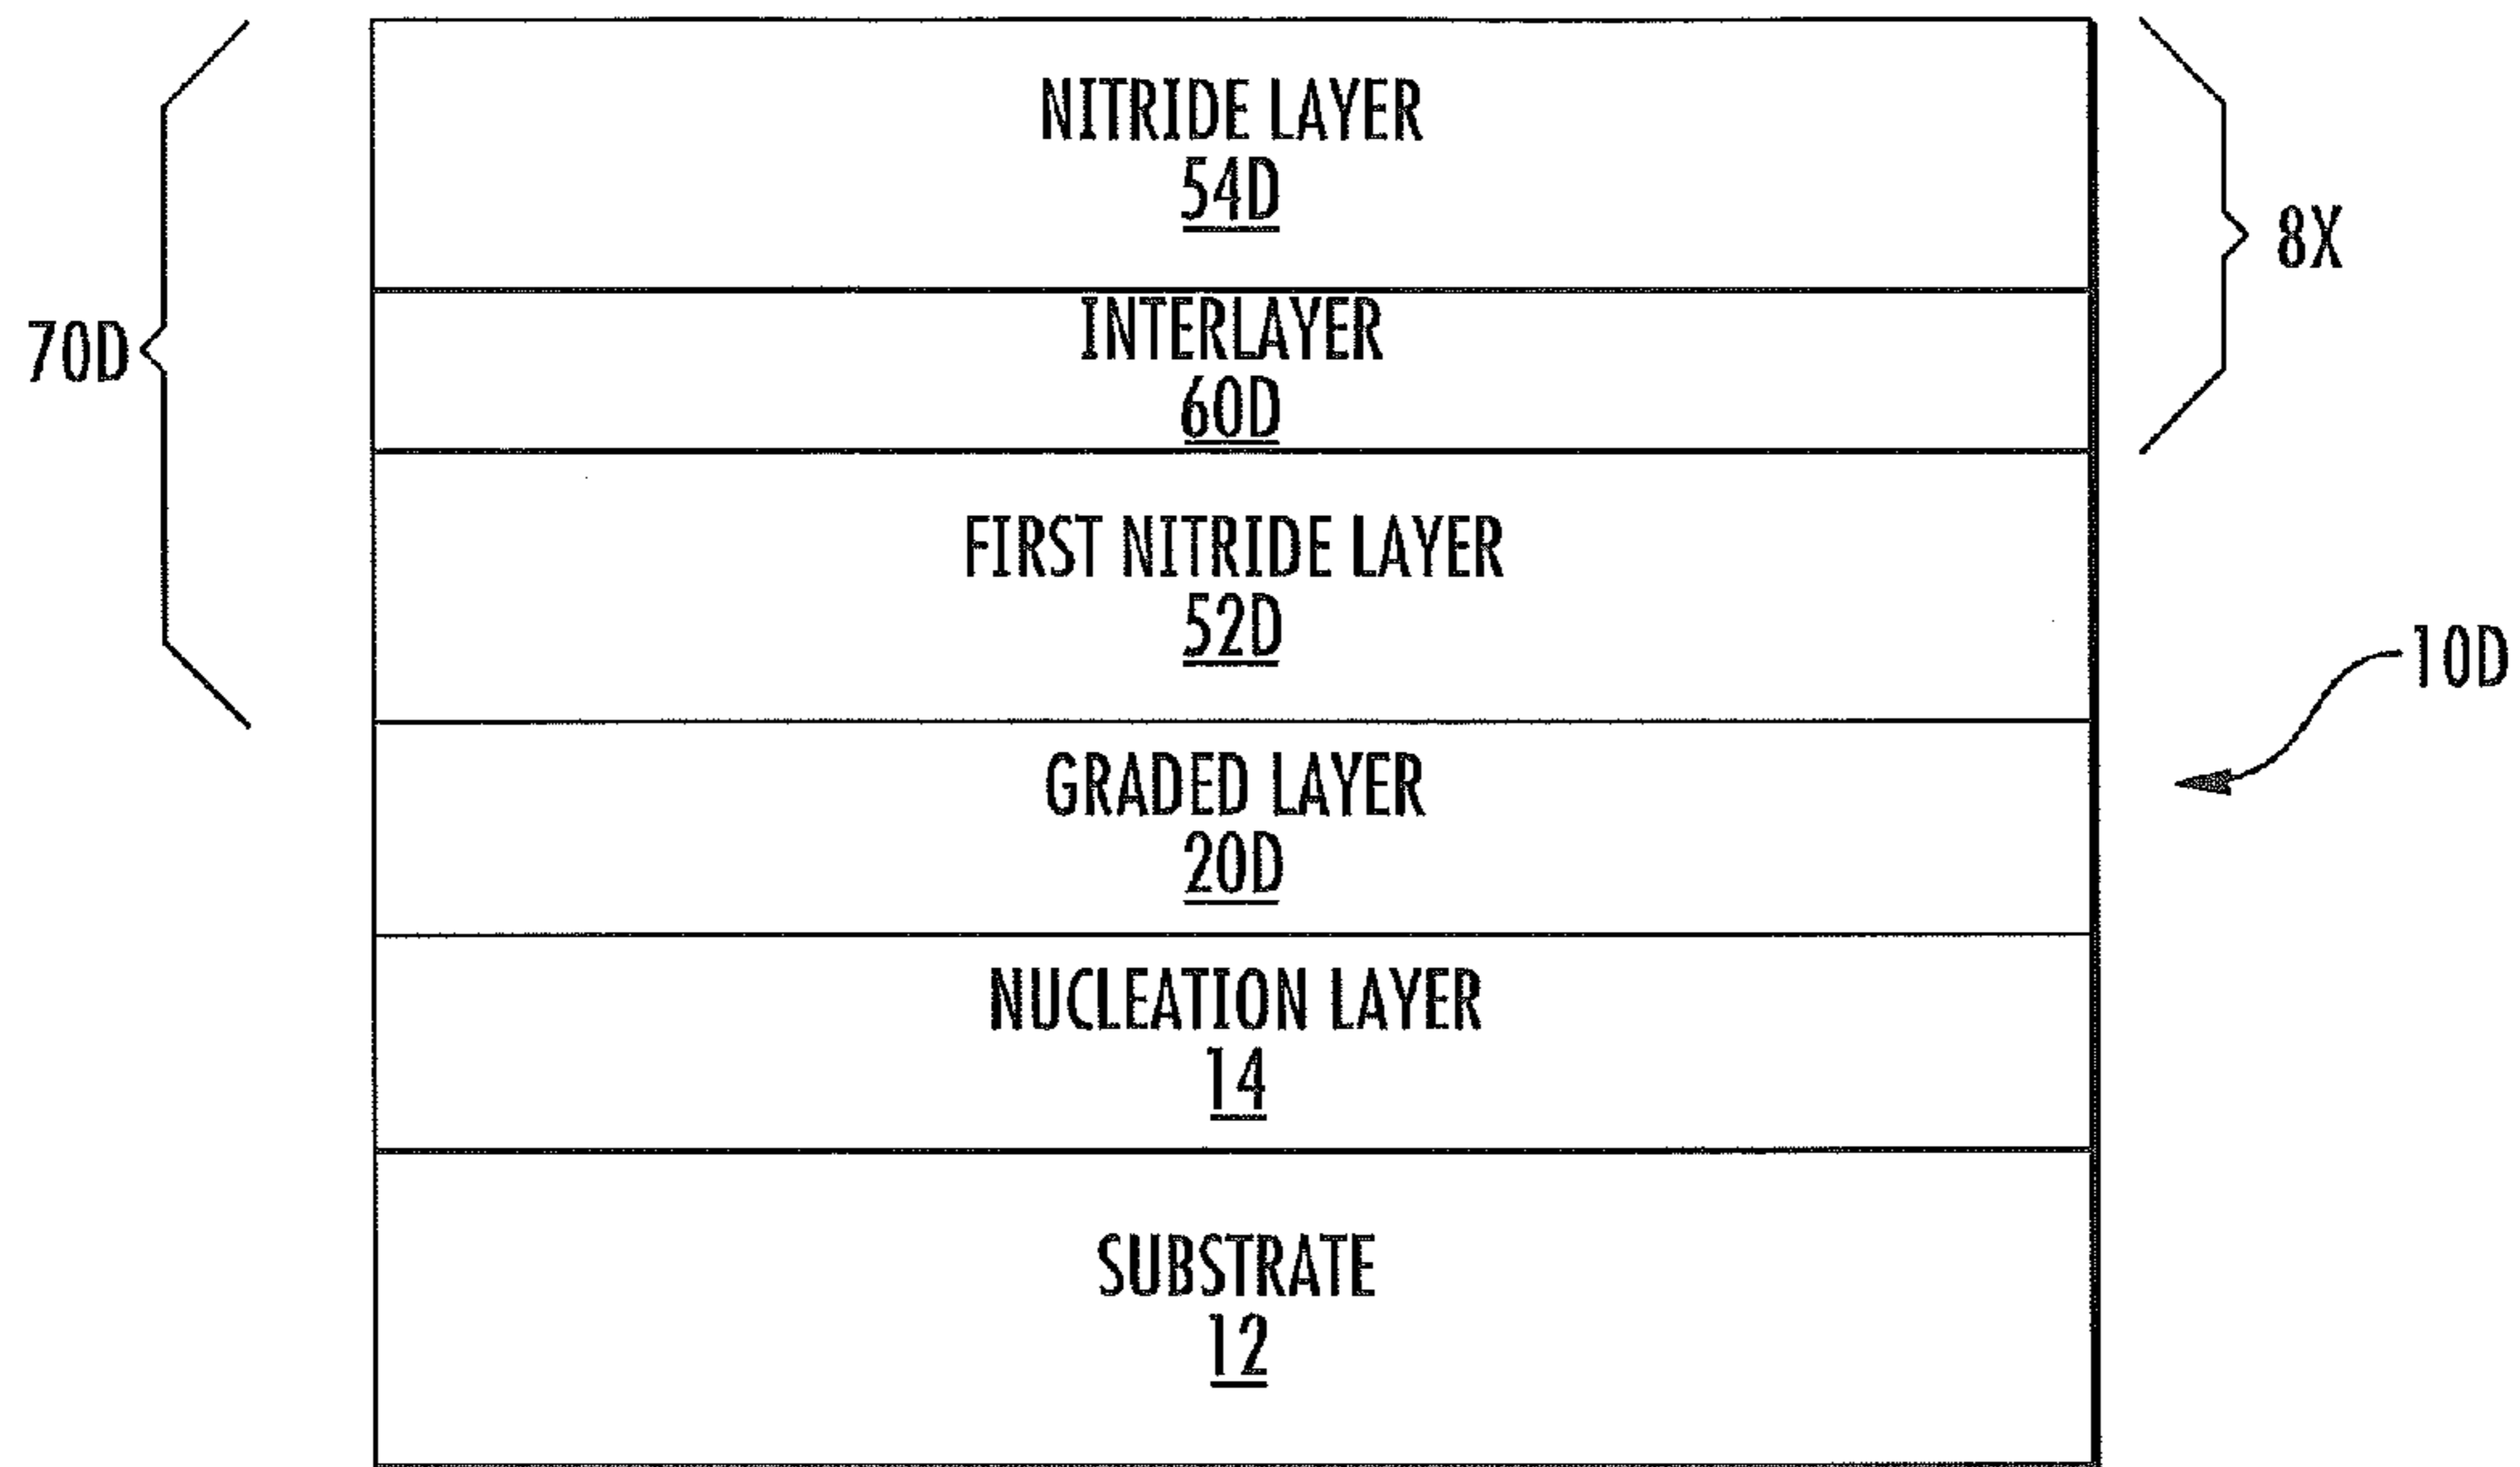 NITRIDE LAYER
54D
8X
INTERLAYER
60D
70D
FIRST NITRIDE LAYER
52D
10D
GRADED LAYER
20D
NUCLEATION LAYER
14
SUBSTRATE
12